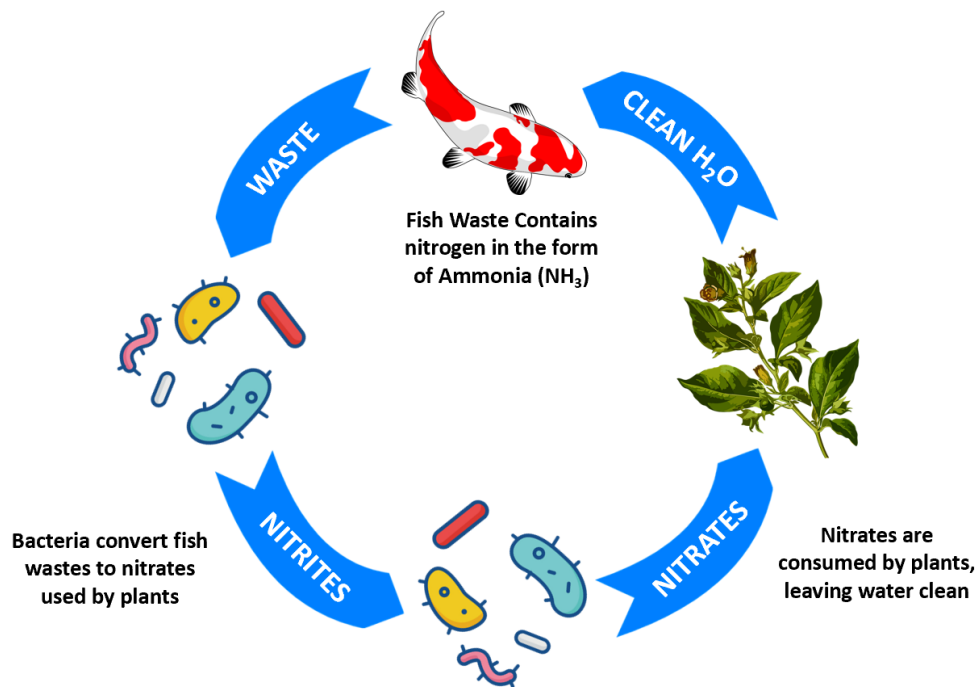 WASTE
CLEAN H₂O
Fish Waste Contains
nitrogen in the form
of Ammonia (NH₃)
Bacteria convert fish
wastes to nitrates
used by plants
NITRITES
NITRATES
Nitrates are
consumed by plants,
leaving water clean